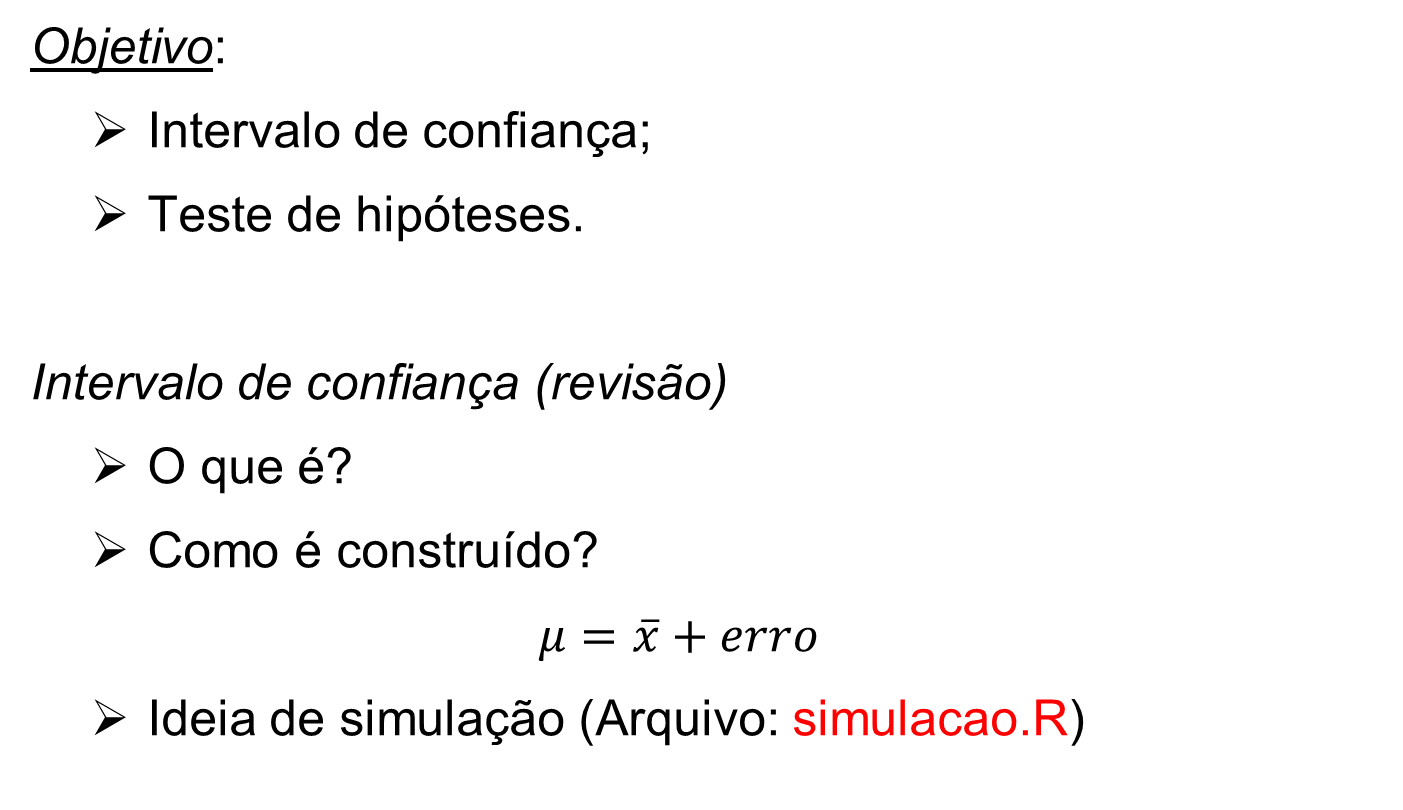 Objetivo:
➢ Intervalo de confiança;
➢ Teste de hipóteses.
Intervalo de confiança (revisão)
➢ O que é?
➢ Como é construído?
𝜇 = x̄ + 𝑒𝑟𝑟𝑜
➢ Ideia de simulação (Arquivo: simulacao.R)